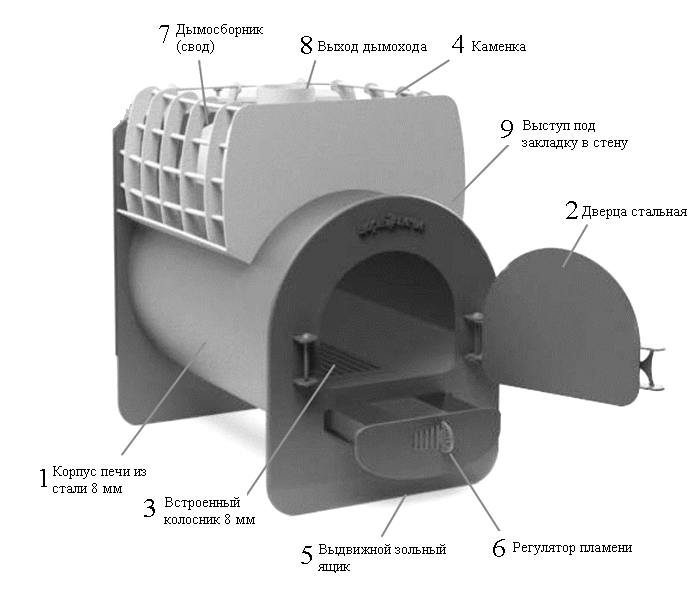 7 Дымосборник
(свод)
8 Выход дымохода
4 Каменка
9 Выступ под
закладку в стену
2 Дверца стальная
1 Корпус печи из
стали 8 мм
3 Встроенный
колосник 8 мм
5 Выдвижной зольный
ящик
6 Регулятор пламени